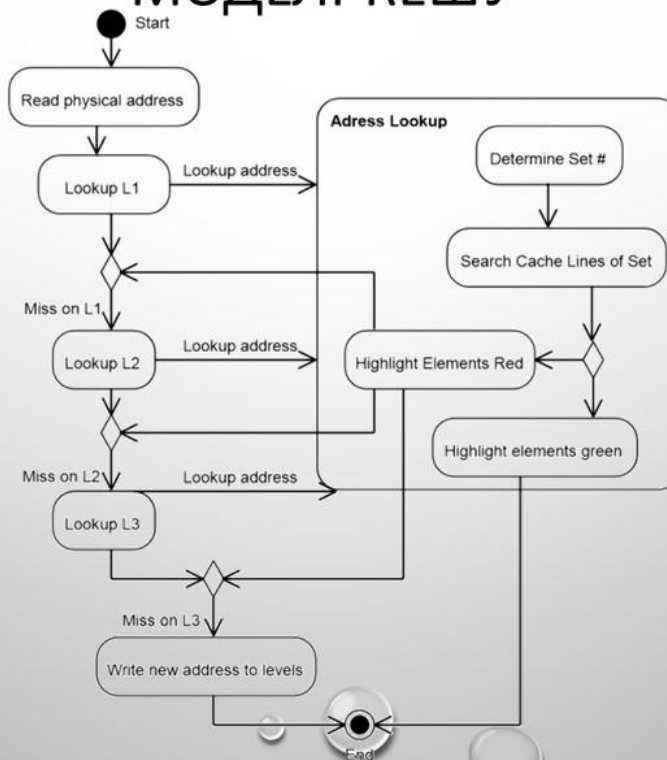 МОДЕЛІ КЕШУ
Start
Read physical address
Adress Lookup
Determine Set #
Lookup L1
Lookup address
Search Cache Lines of Set
Miss on L1
Lookup L2
Lookup address
Highlight Elements Red
Highlight elements green
Miss on L2
Lookup address
Lookup L3
Miss on L3
Write new address to levels
End